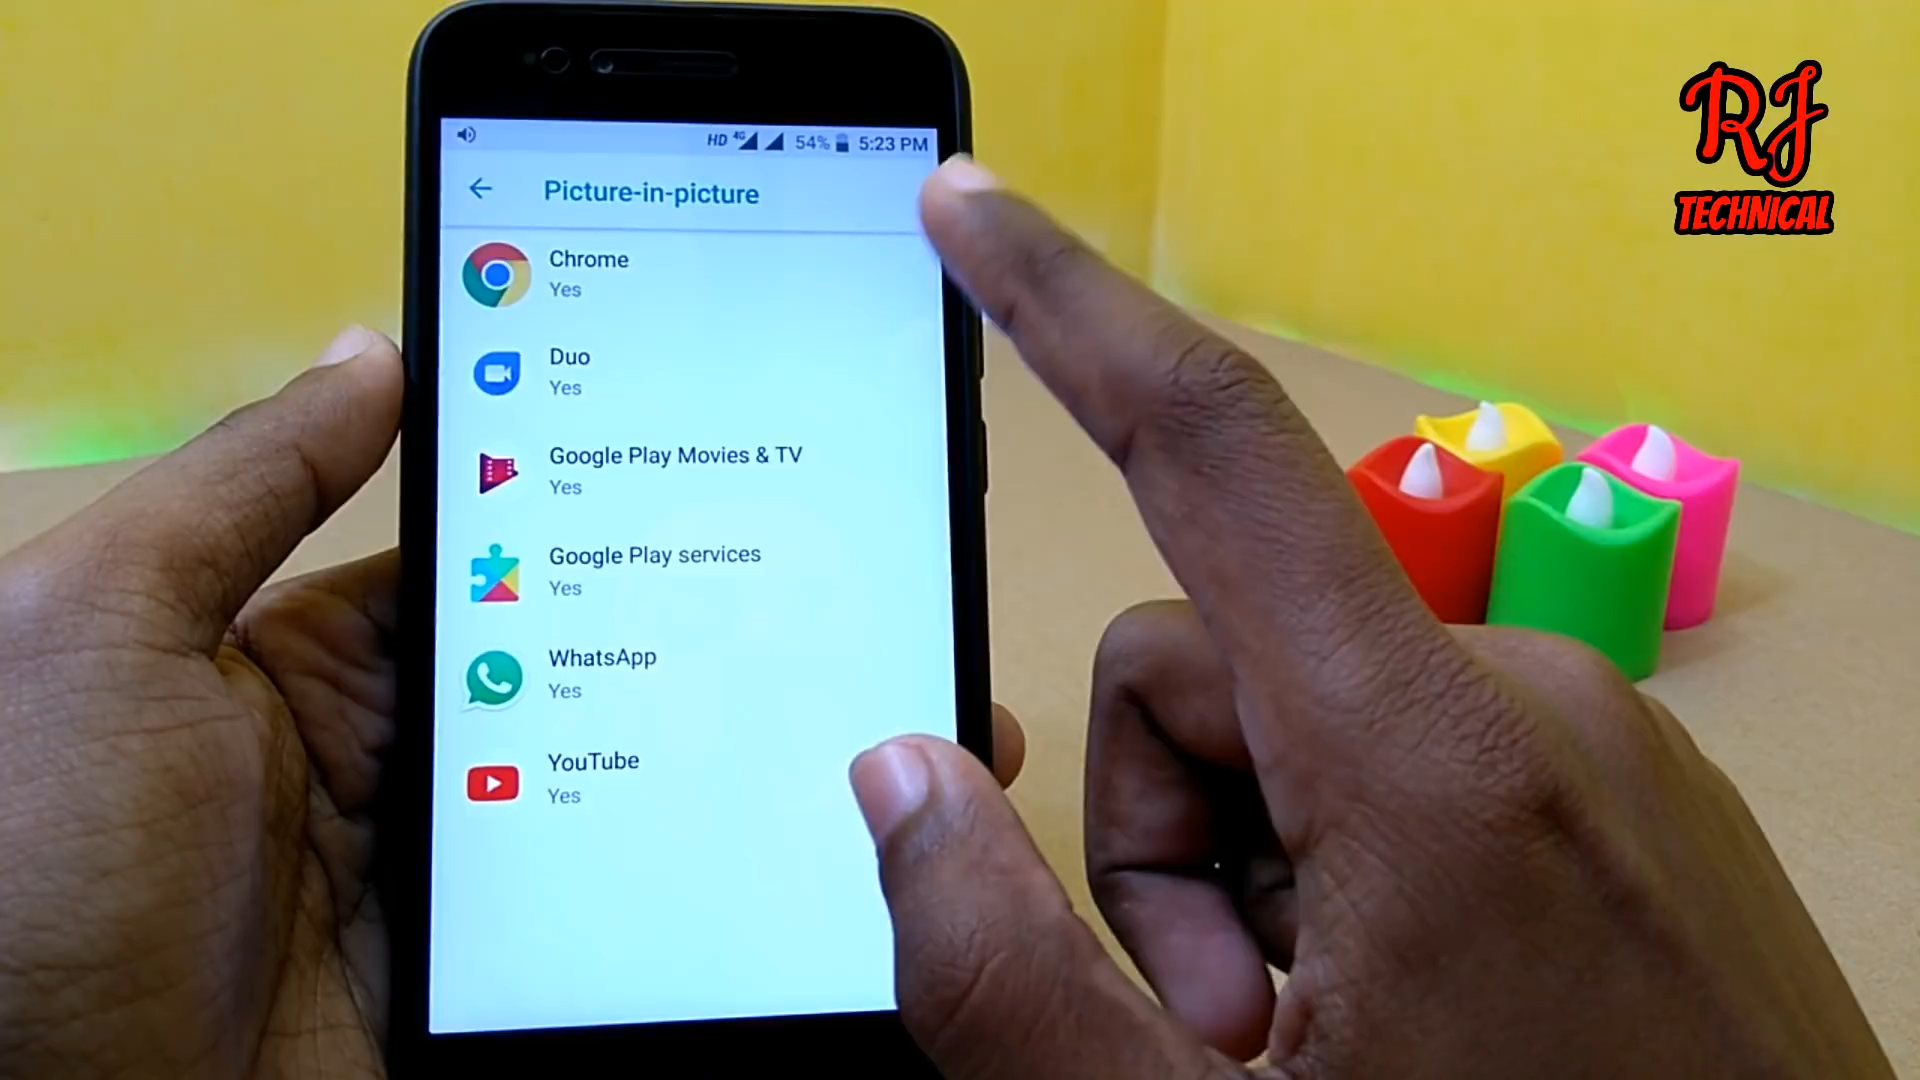 HD 4G 54% 5:23 PM
Picture-in-picture
Chrome
Yes
Duo
Yes
Google Play Movies & TV
Yes
Google Play services
Yes
WhatsApp
Yes
YouTube
Yes
RJ
TECHNICAL